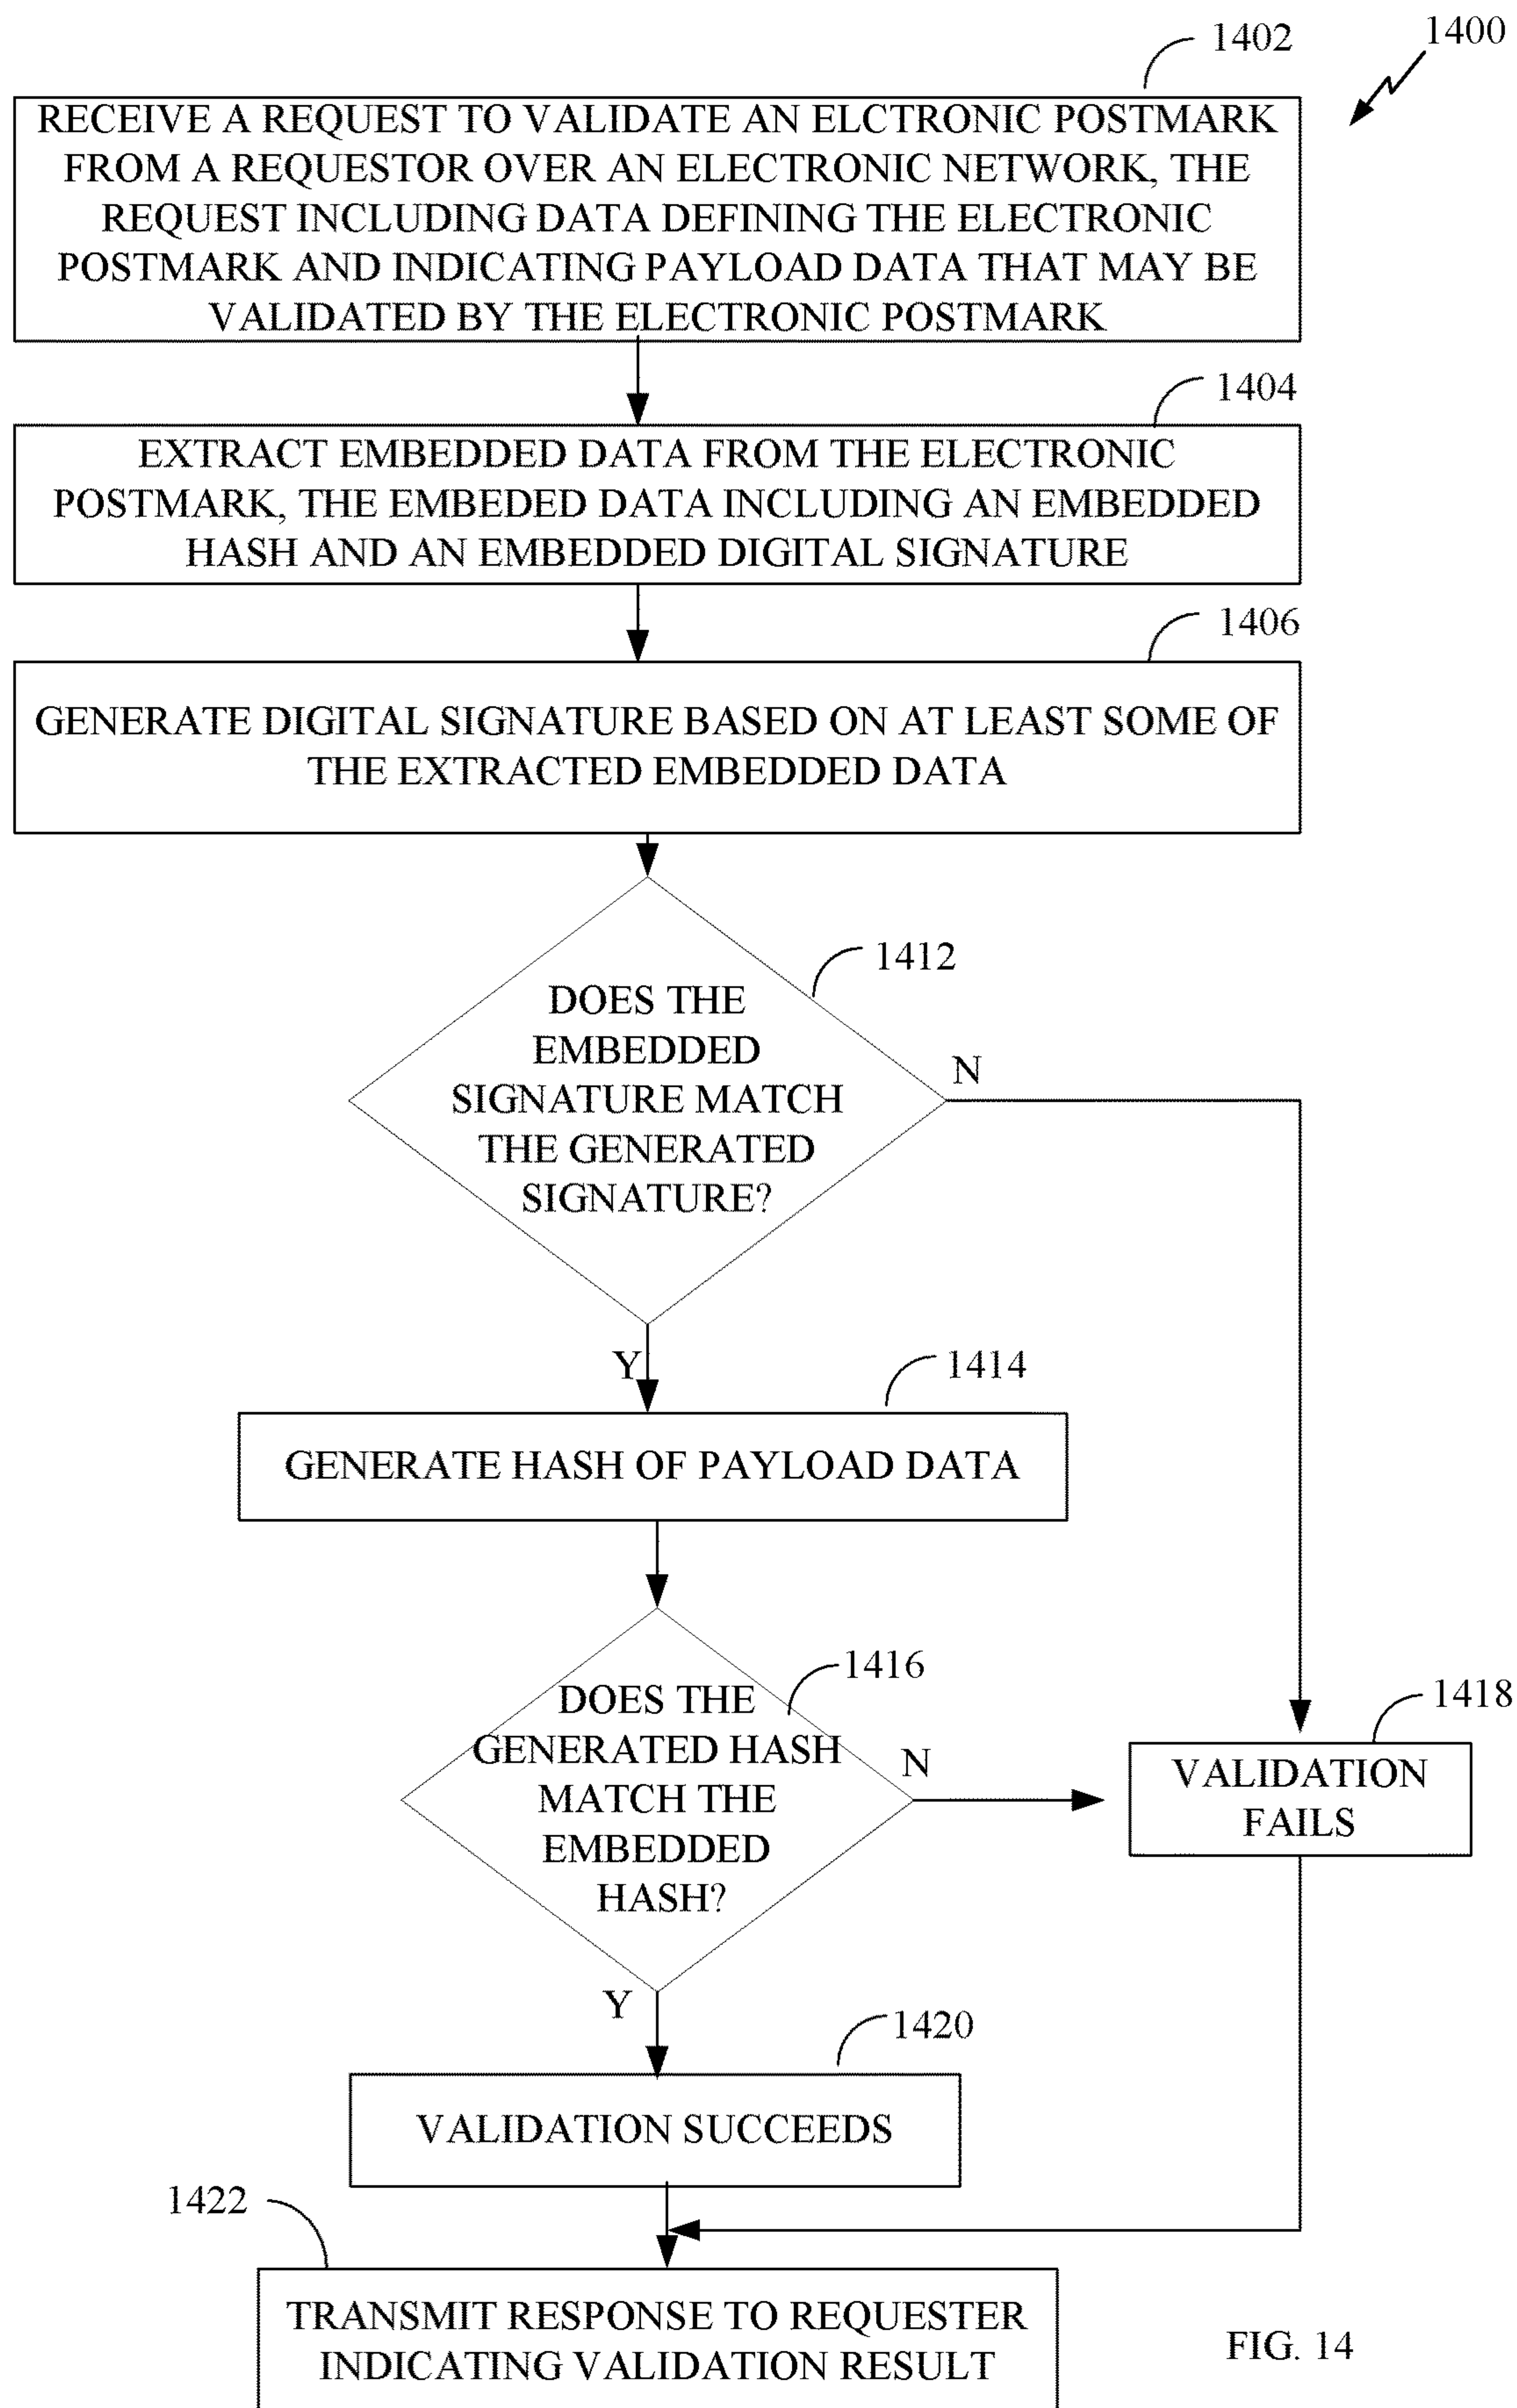 1402
1400
RECEIVE A REQUEST TO VALIDATE AN ELCTRONIC POSTMARK
FROM A REQUESTOR OVER AN ELECTRONIC NETWORK, THE
REQUEST INCLUDING DATA DEFINING THE ELECTRONIC
POSTMARK AND INDICATING PAYLOAD DATA THAT MAY BE
VALIDATED BY THE ELECTRONIC POSTMARK
1404
EXTRACT EMBEDDED DATA FROM THE ELECTRONIC
POSTMARK, THE EMBEDED DATA INCLUDING AN EMBEDDED
HASH AND AN EMBEDDED DIGITAL SIGNATURE
1406
GENERATE DIGITAL SIGNATURE BASED ON AT LEAST SOME OF
THE EXTRACTED EMBEDDED DATA
1412
DOES THE
EMBEDDED
SIGNATURE MATCH
THE GENERATED
SIGNATURE?
N
Y
1414
GENERATE HASH OF PAYLOAD DATA
1416
DOES THE
GENERATED HASH
MATCH THE
EMBEDDED
HASH?
N
1418
VALIDATION
FAILS
Y
1420
VALIDATION SUCCEEDS
1422
TRANSMIT RESPONSE TO REQUESTER
INDICATING VALIDATION RESULT
FIG. 14